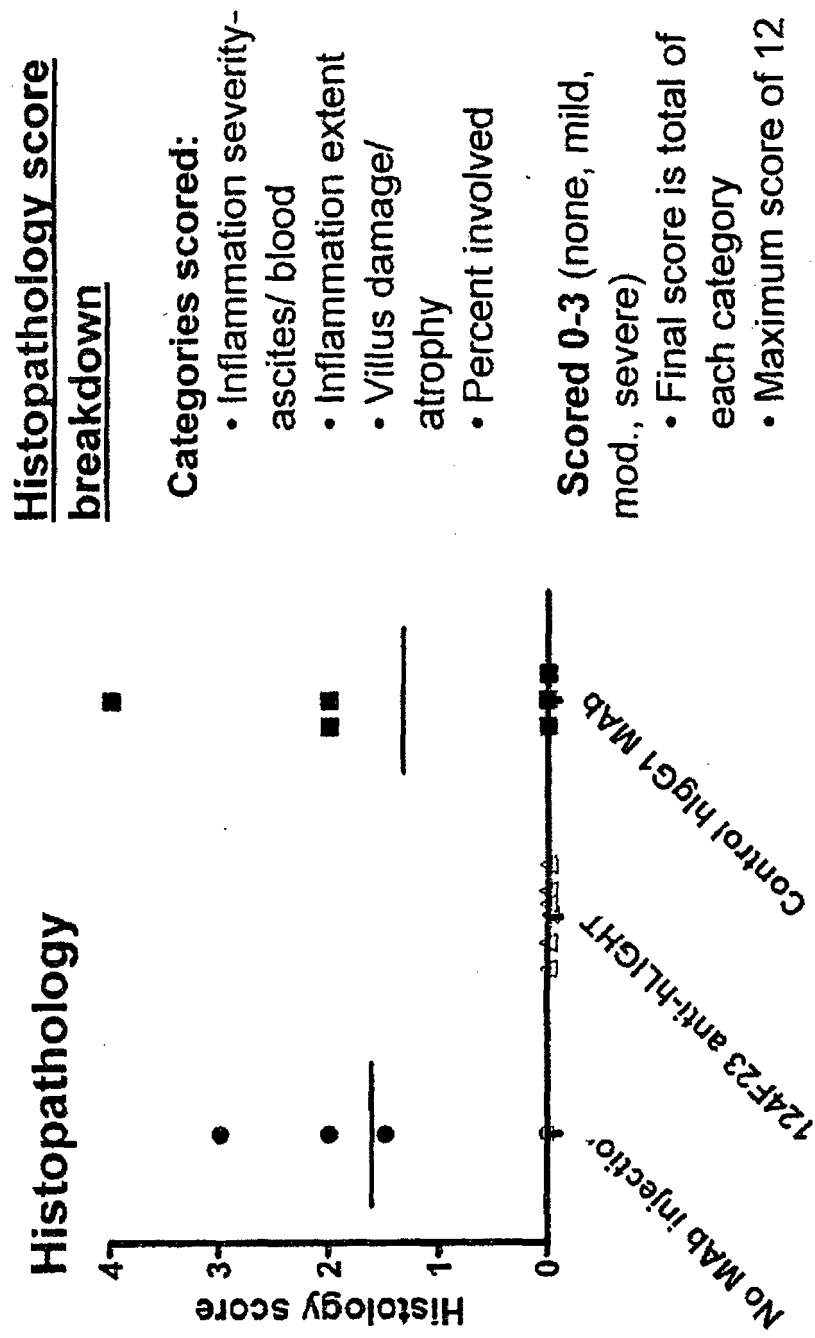 Histopathology
Histology score
4
3
2
1
0
No MAb injectio
124F23 anti-hLIGHT
Control hIgG1 MAb
Histopathology score
breakdown
Categories scored:
• Inflammation severity-
ascites/ blood
• Inflammation extent
• Villus damage/
atrophy
• Percent involved
Scored 0-3 (none, mild,
mod., severe)
• Final score is total of
each category
• Maximum score of 12